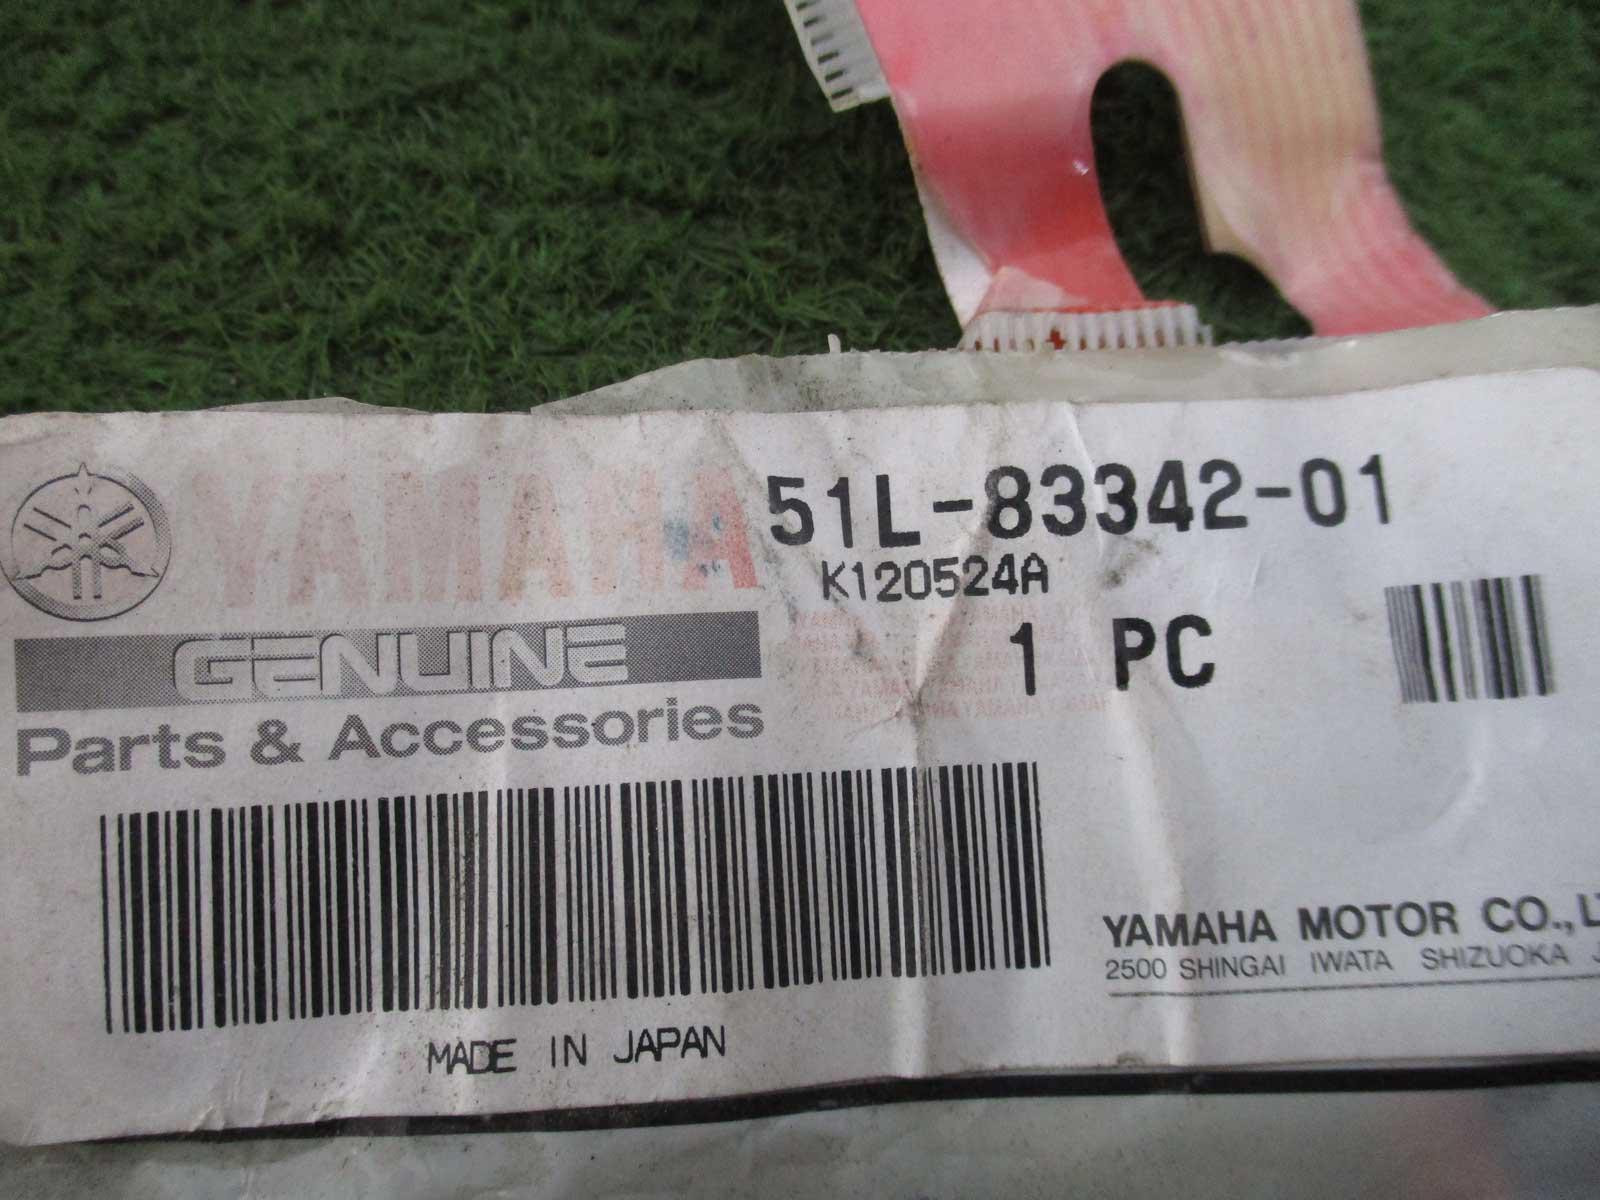 YAMAHA
51L-83342-01
K120524A
1 PC
GENUINE
Parts & Accessories
YAMAHA MOTOR CO.,
2500 SHINGAI IWATA SHIZUOKA
MADE IN JAPAN